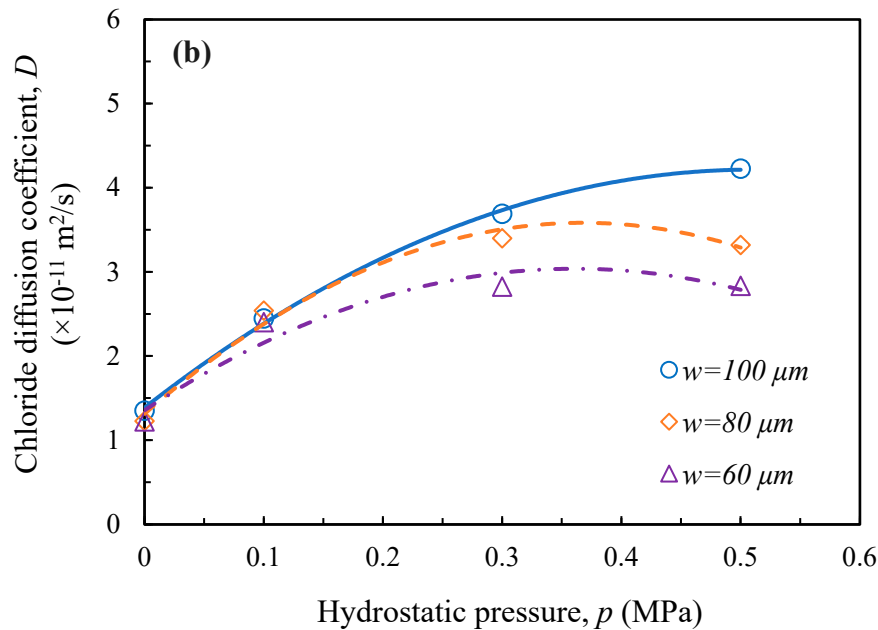 (b)
Chloride diffusion coefficient, D
(×10⁻¹¹ m²/s)
6
5
4
3
2
1
0
w=100 μm
w=80 μm
w=60 μm
0 0.1 0.2 0.3 0.4 0.5 0.6
Hydrostatic pressure, p (MPa)